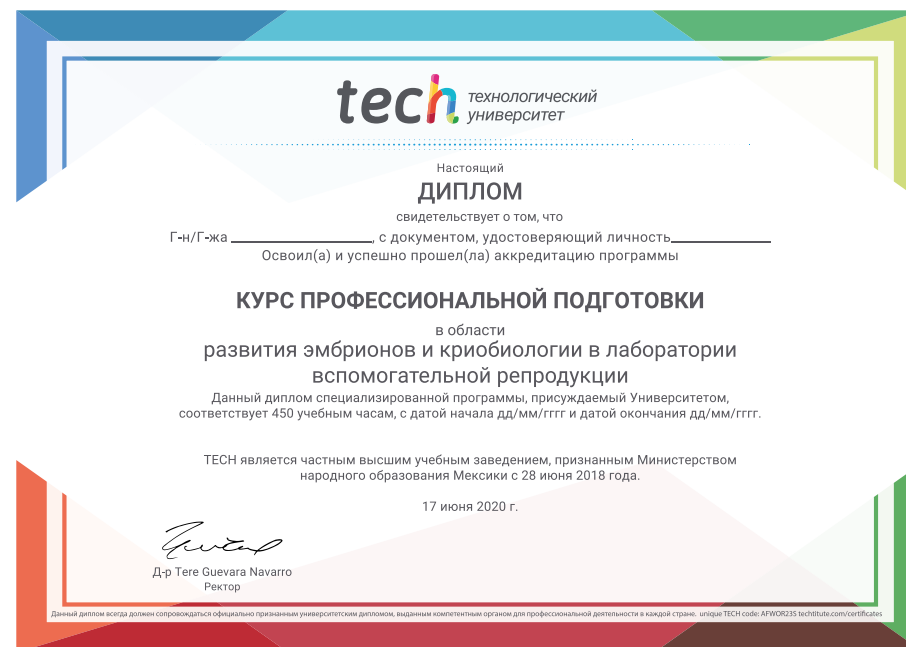 tech технологический
университет
Настоящий
ДИПЛОМ
свидетельствует о том, что
Г-н/Г-жа ____________________, с документом, удостоверяющий личность______________
Освоил(а) и успешно прошел(ла) аккредитацию программы
КУРС ПРОФЕССИОНАЛЬНОЙ ПОДГОТОВКИ
в области
развития эмбрионов и криобиологии в лаборатории
вспомогательной репродукции
Данный диплом специализированной программы, присуждаемый Университетом,
соответствует 450 учебным часам, с датой начала дд/мм/гггг и датой окончания дд/мм/гггг.
TECH является частным высшим учебным заведением, признанным Министерством
народного образования Мексики с 28 июня 2018 года.
17 июня 2020 г.
Д-р Tere Guevara Navarro
Ректор
Данный диплом всегда должен сопровождаться официально признанным университетским дипломом, выданным компетентным органом для профессиональной деятельности в каждой стране. unique TECH code: AFWOR23S techtitute.com/certificates